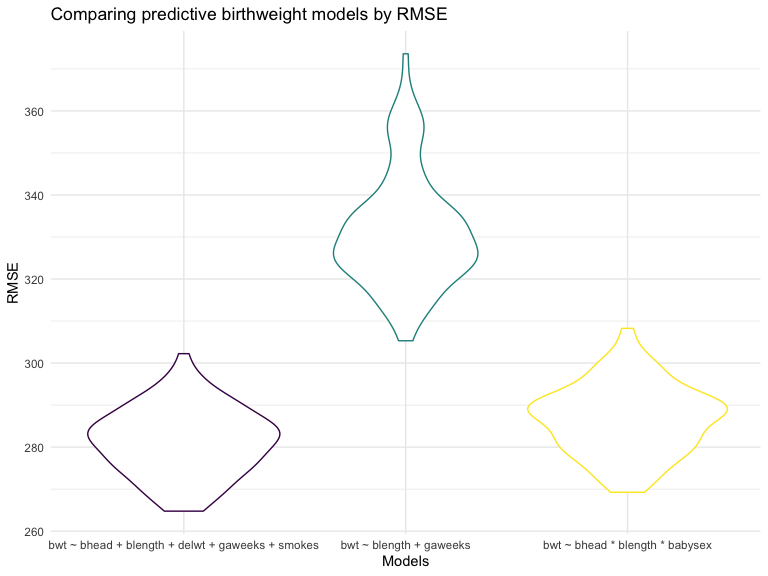 Comparing predictive birthweight models by RMSE
RMSE
360
340
320
300
280
260
bwt ~ bhead + blength + delwt + gaweeks + smokes
bwt ~ blength + gaweeks
bwt ~ bhead * blength * babysex
Models